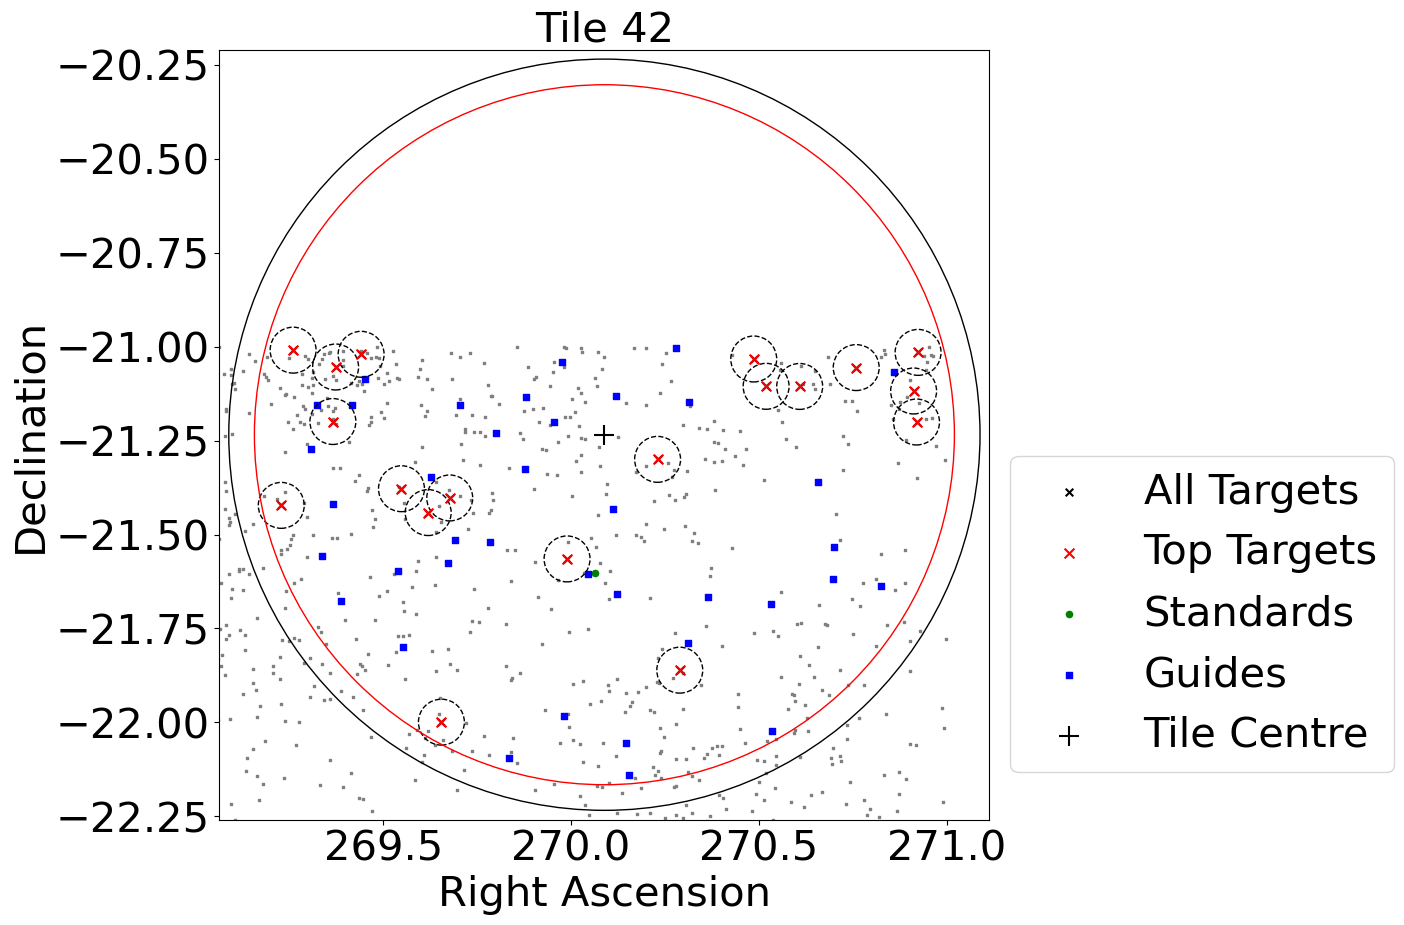 Tile 42
−20.25
−20.50
−20.75
−21.00
−21.25
−21.50
−21.75
−22.00
−22.25
Declination
269.5 270.0 270.5 271.0
Right Ascension
All Targets
Top Targets
Standards
Guides
Tile Centre